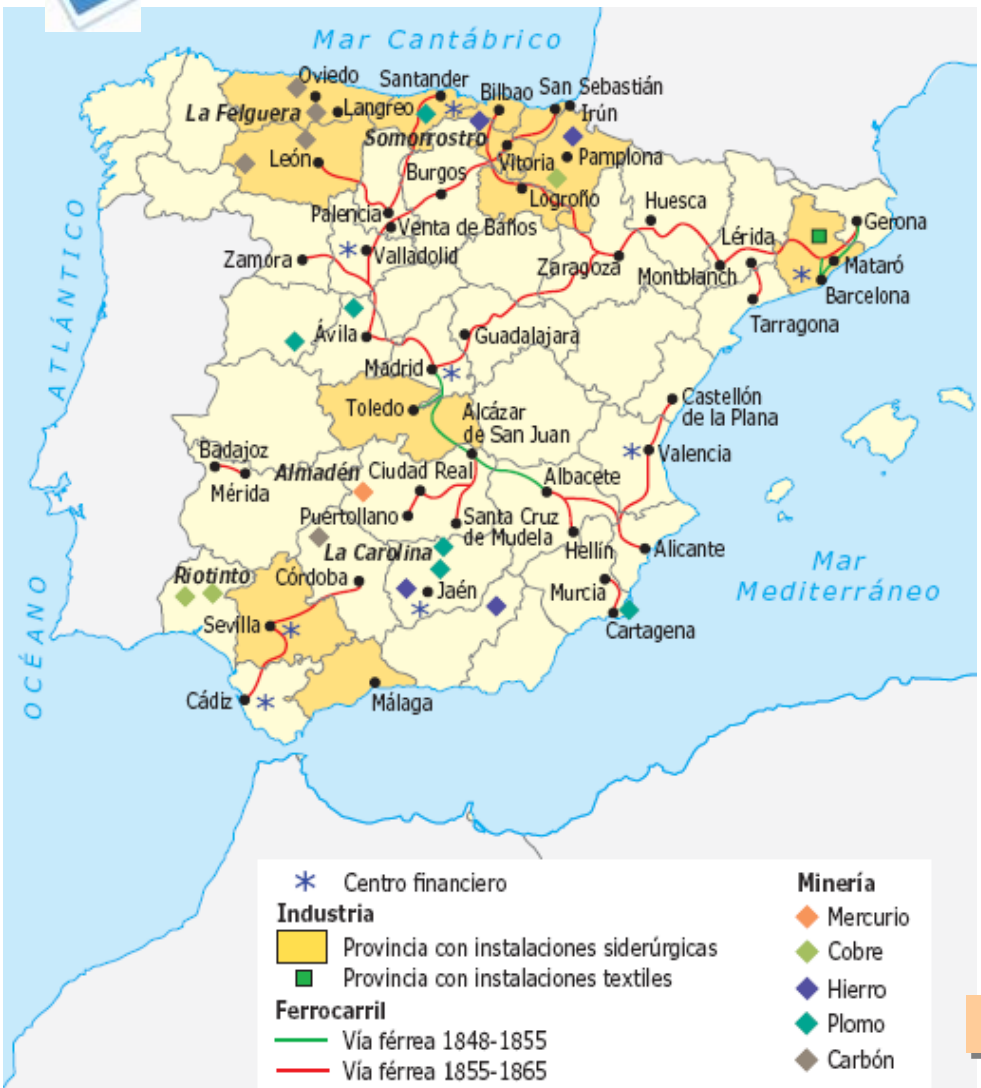 Mar Cantábrico
Oviedo
Santander
Bilbao
San Sebastián
Irún
La Felguera
Langreo
Somorrostro
León
Vitoria
Pamplona
Burgos
Logroño
Huesca
Palencia
Venta de Baños
Gerona
Lérida
Zamora
Valladolid
Zaragoza
Montblanch
Mataró
Barcelona
Tarragona
OCÉANO ATLÁNTICO
Ávila
Guadalajara
Madrid
Toledo
Alcázar
de San Juan
Castellón
de la Plana
Badajoz
Mérida
Almadén
Ciudad Real
Albacete
Valencia
Puertollano
Santa Cruz
de Mudela
Hellín
Alicante
La Carolina
Mar
Mediterráneo
Riotinto
Córdoba
Jaén
Murcia
Sevilla
Cartagena
Cádiz
Málaga
Centro financiero
Industria
Provincia con instalaciones siderúrgicas
Provincia con instalaciones textiles
Ferrocarril
Vía férrea 1848-1855
Vía férrea 1855-1865
Minería
Mercurio
Cobre
Hierro
Plomo
Carbón